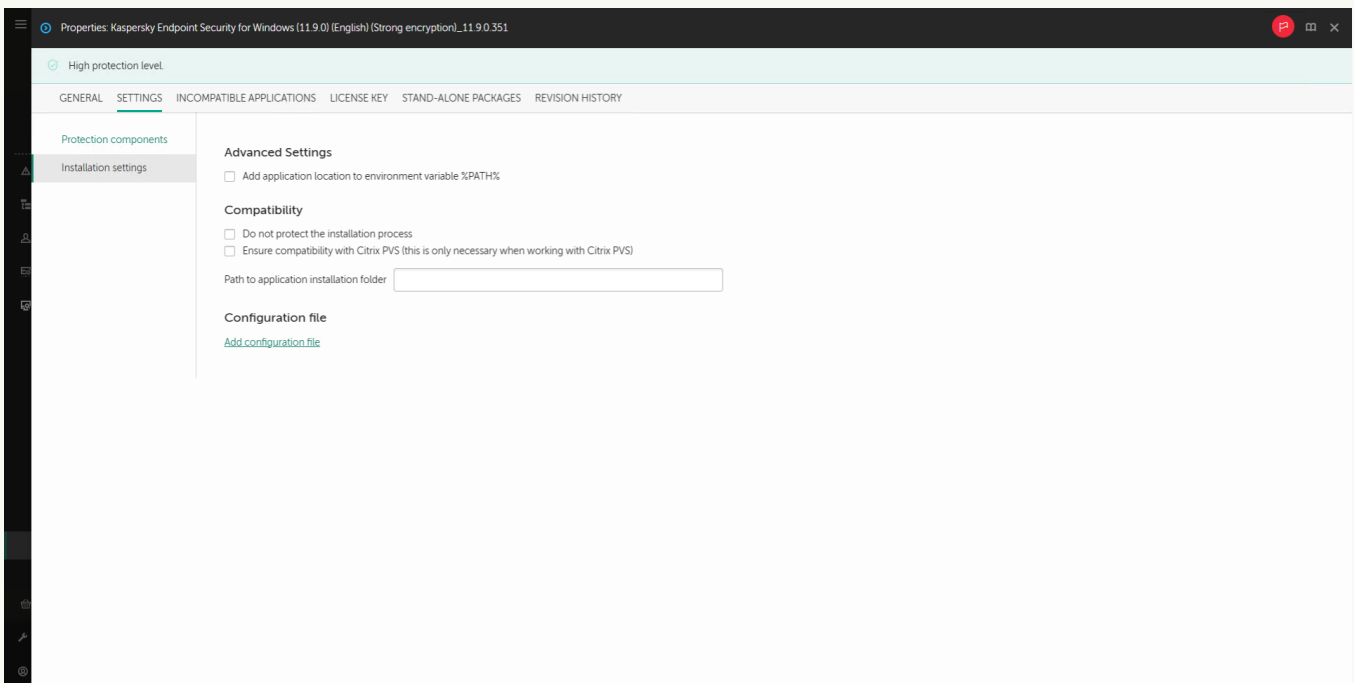 Properties: Kaspersky Endpoint Security for Windows (11.9.0) (English) (Strong encryption)_11.9.0.351
High protection level.
GENERAL SETTINGS INCOMPATIBLE APPLICATIONS LICENSE KEY STAND-ALONE PACKAGES REVISION HISTORY
Protection components
Installation settings
Advanced Settings
Add application location to environment variable %PATH%
Compatibility
Do not protect the installation process
Ensure compatibility with Citrix PVS (this is only necessary when working with Citrix PVS)
Path to application installation folder
Configuration file
Add configuration file